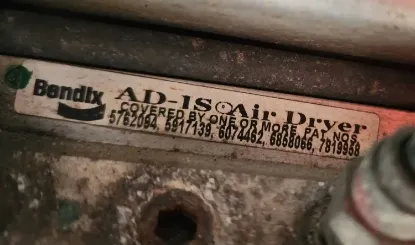 Bendix AD-IS Air Dryer
COVERED BY ONE OR MORE PAT. NOS.
5762094, 5917139, 6074462, 6858066, 7819958